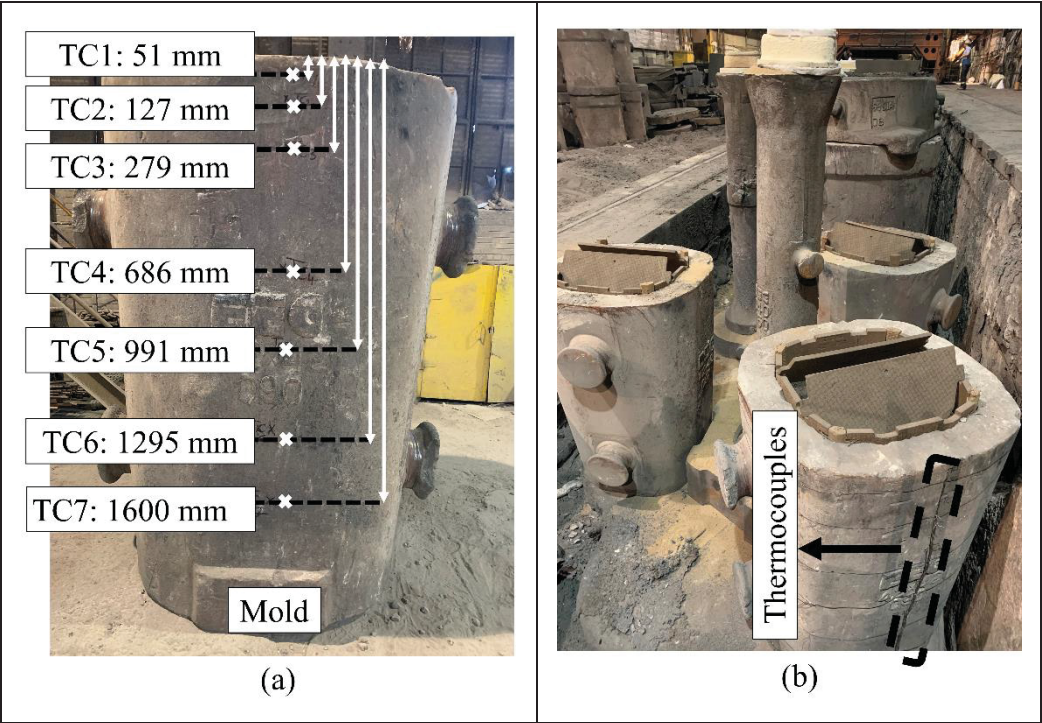 TC1: 51 mm
TC2: 127 mm
TC3: 279 mm
TC4: 686 mm
TC5: 991 mm
TC6: 1295 mm
TC7: 1600 mm
Mold
(a)
Thermocouples
(b)